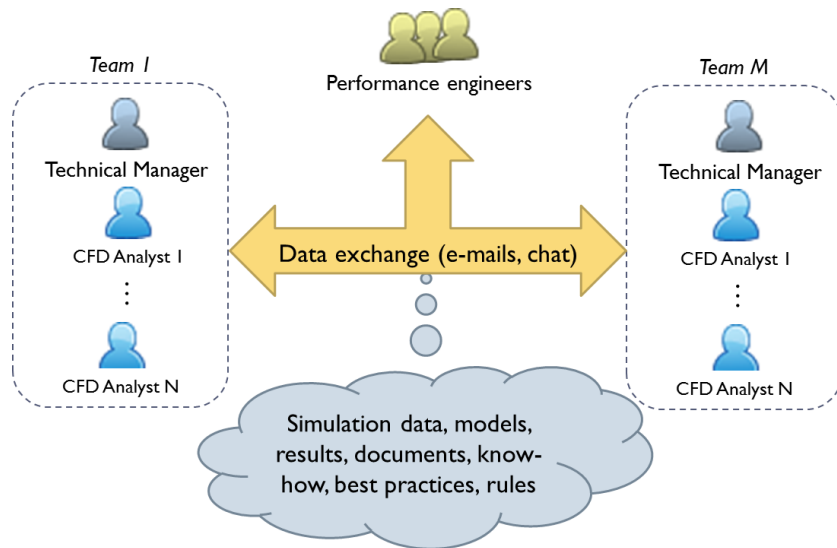 Team 1
Performance engineers
Team M
Technical Manager
CFD Analyst 1
⋮
CFD Analyst N
Data exchange (e-mails, chat)
Technical Manager
CFD Analyst 1
⋮
CFD Analyst N
Simulation data, models,
results, documents, know-
how, best practices, rules